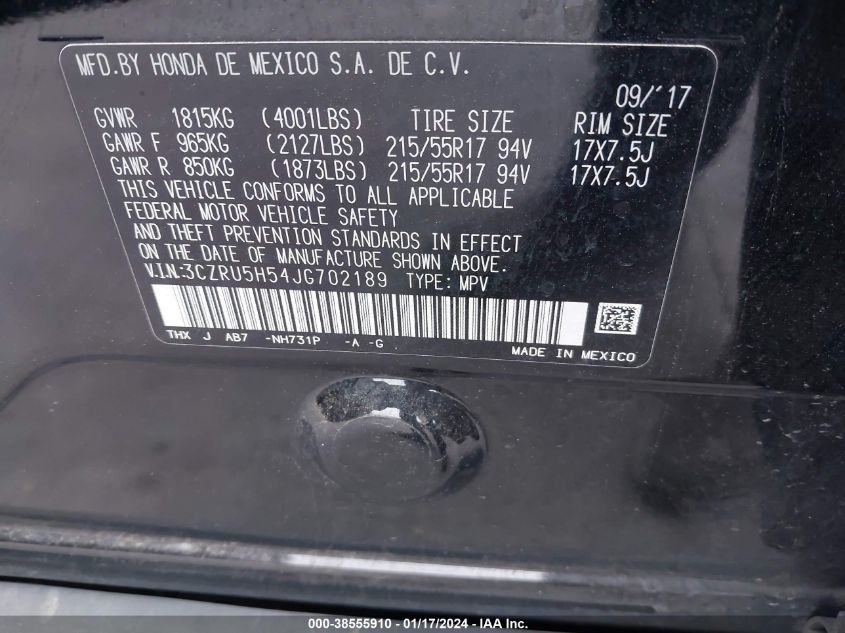 MFD.BY HONDA DE MEXICO S.A. DE C.V.
09/'17
GVWR 1815KG (4001LBS) TIRE SIZE RIM SIZE
GAWR F 965KG (2127LBS) 215/55R17 94V 17X7.5J
GAWR R 850KG (1873LBS) 215/55R17 94V 17X7.5J
THIS VEHICLE CONFORMS TO ALL APPLICABLE
FEDERAL MOTOR VEHICLE SAFETY
AND THEFT PREVENTION STANDARDS IN EFFECT
ON THE DATE OF MANUFACTURE SHOWN ABOVE.
V.IN:3CZRU5H54JG702189 TYPE: MPV
THX J AB7 -NH731P -A -G
MADE IN MEXICO
000-38555910 - 01/17/2024 - IAA Inc.